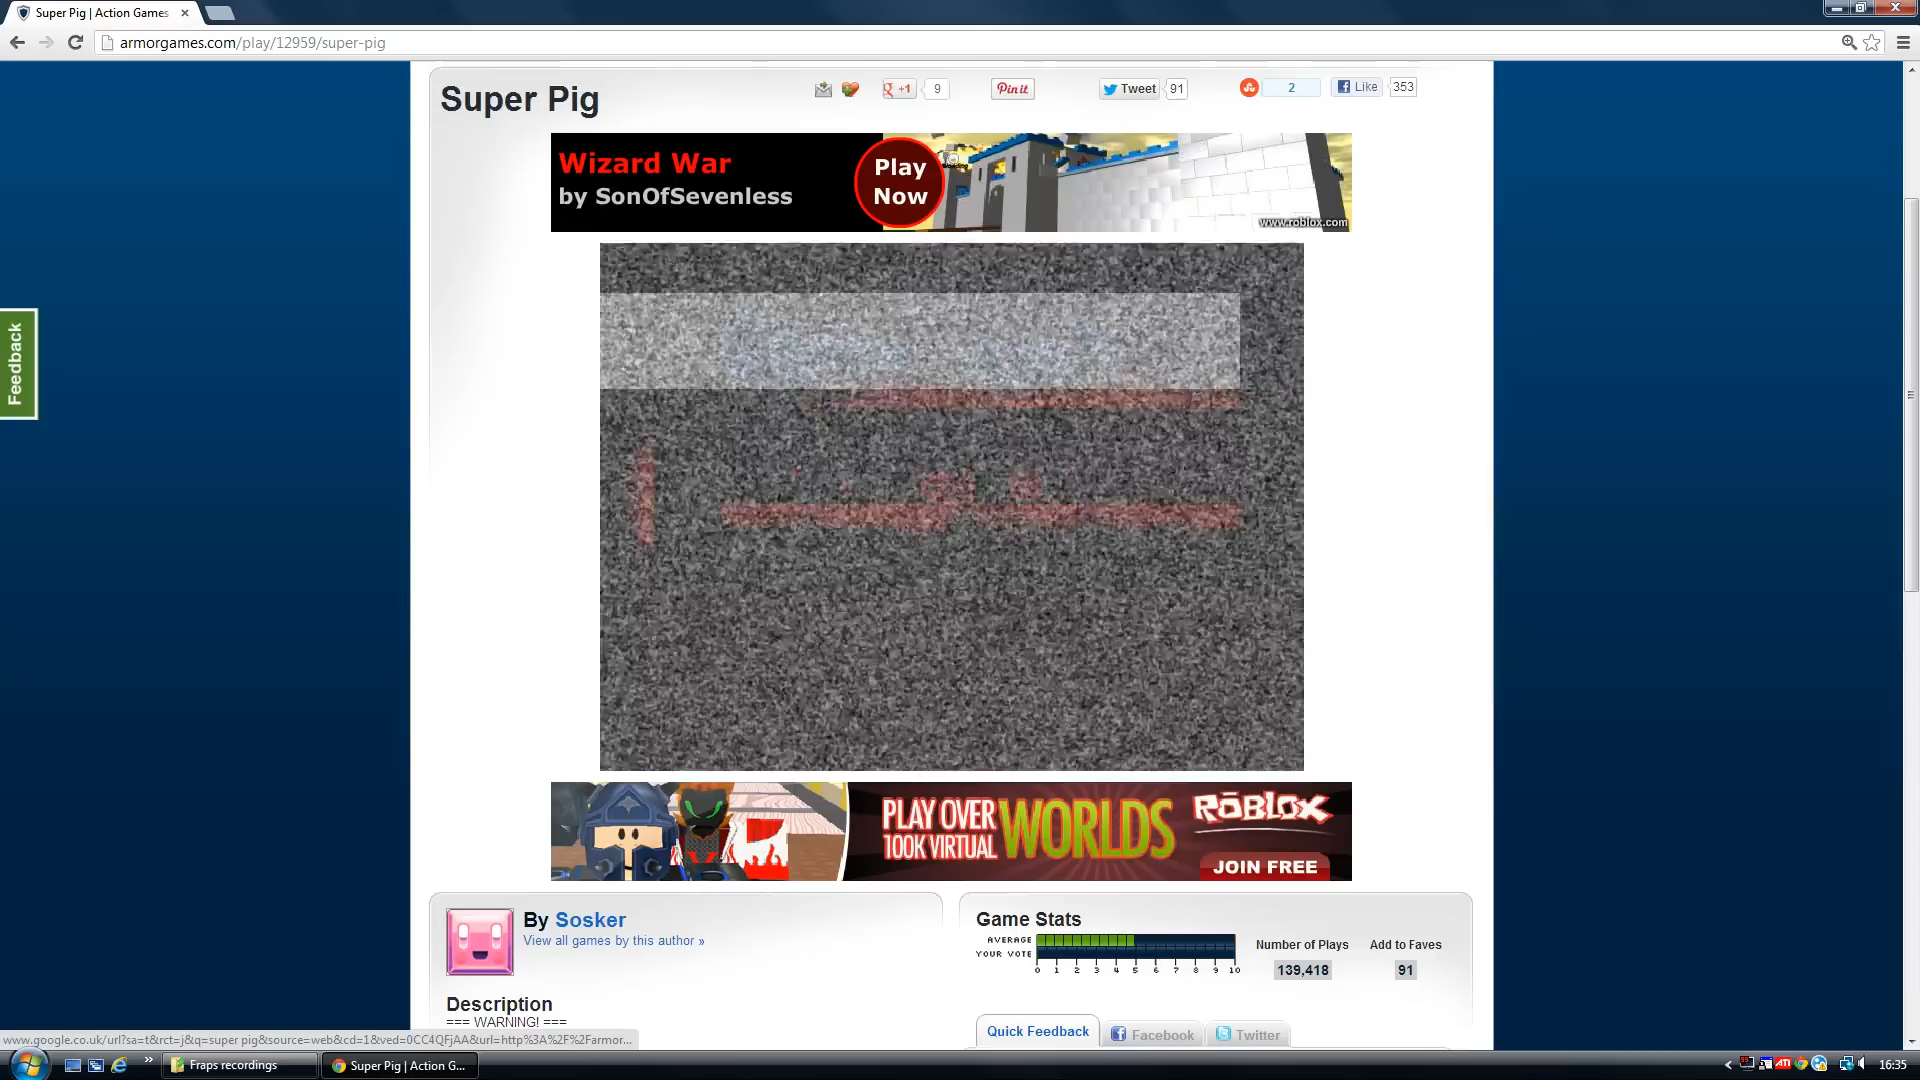 Super Pig | Action Games
armorgames.com/play/12959/super-pig
Super Pig
g +1 9
Pin it
Tweet 91
2
Like 353
Wizard War
by SonOfSevenless
Play
Now
www.roblox.com
Feedback
PLAY OVER
100K VIRTUAL
WORLDS
ROBLOX
JOIN FREE
By Sosker
View all games by this author »
Description
=== WARNING! ===
Game Stats
AVERAGE
YOUR VOTE
0 1 2 3 4 5 6 7 8 9 10
Number of Plays
139,418
Add to Faves
91
Quick Feedback
Facebook
Twitter
www.google.co.uk/url?sa=t&rct=j&q=super pig&source=web&cd=1&ved=0CC4QFjAA&url=http%3A%2F%2Farmor...
Fraps recordings
Super Pig | Action G...
16:35